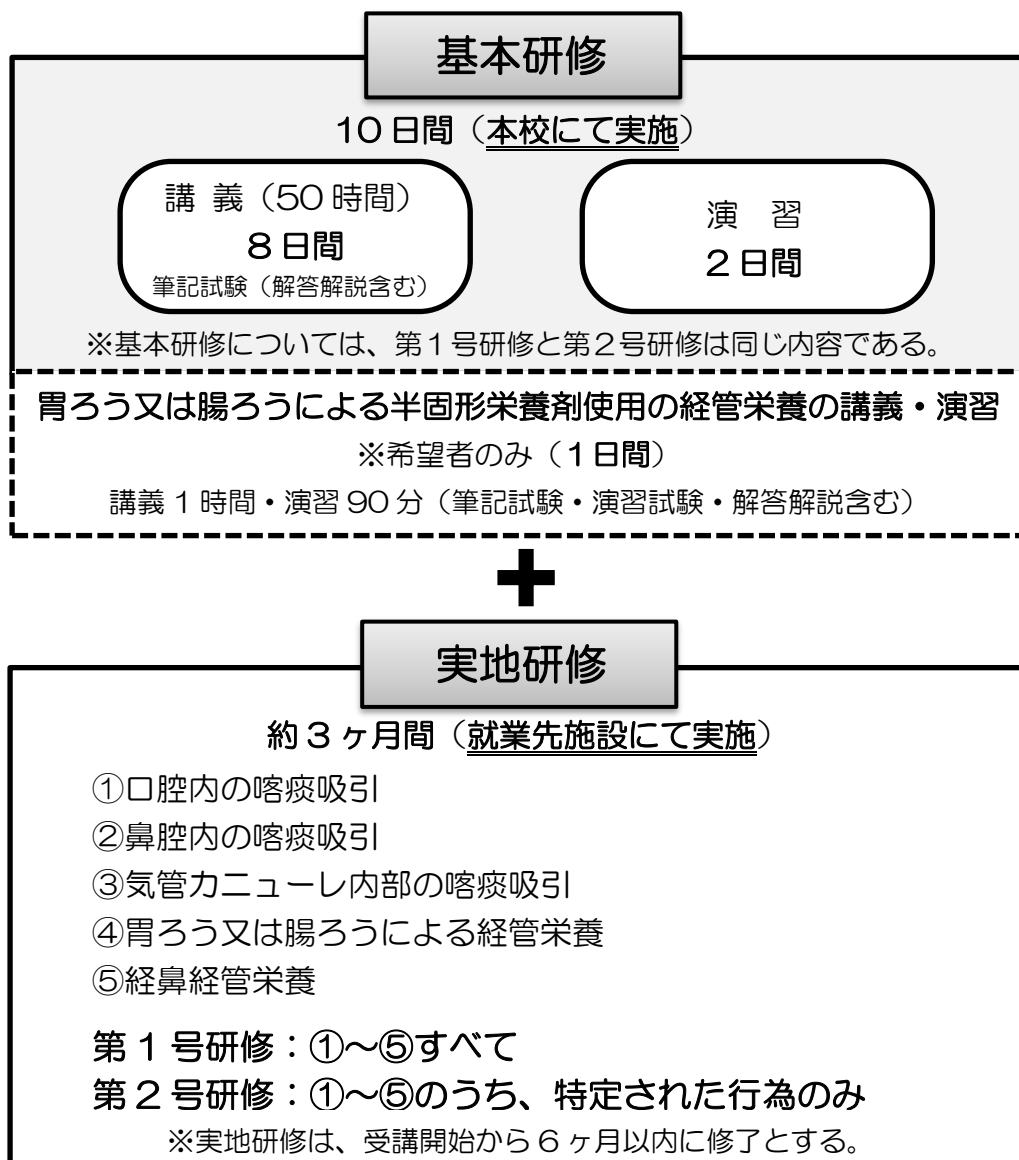 基本研修
10日間（本校にて実施）
講 義（50時間）
8日間
筆記試験（解答解説含む）
演 習
2日間
※基本研修については、第1号研修と第2号研修は同じ内容である。
胃ろう又は腸ろうによる半固形栄養剤使用の経管栄養の講義・演習
※希望者のみ（1日間）
講義1時間・演習90分（筆記試験・演習試験・解答解説含む）
+
実地研修
約3ヶ月間（就業先施設にて実施）
①口腔内の喀痰吸引
②鼻腔内の喀痰吸引
③気管カニューレ内部の喀痰吸引
④胃ろう又は腸ろうによる経管栄養
⑤経鼻経管栄養
第1号研修：①～⑤すべて
第2号研修：①～⑤のうち、特定された行為のみ
※実地研修は、受講開始から6ヶ月以内に修了とする。